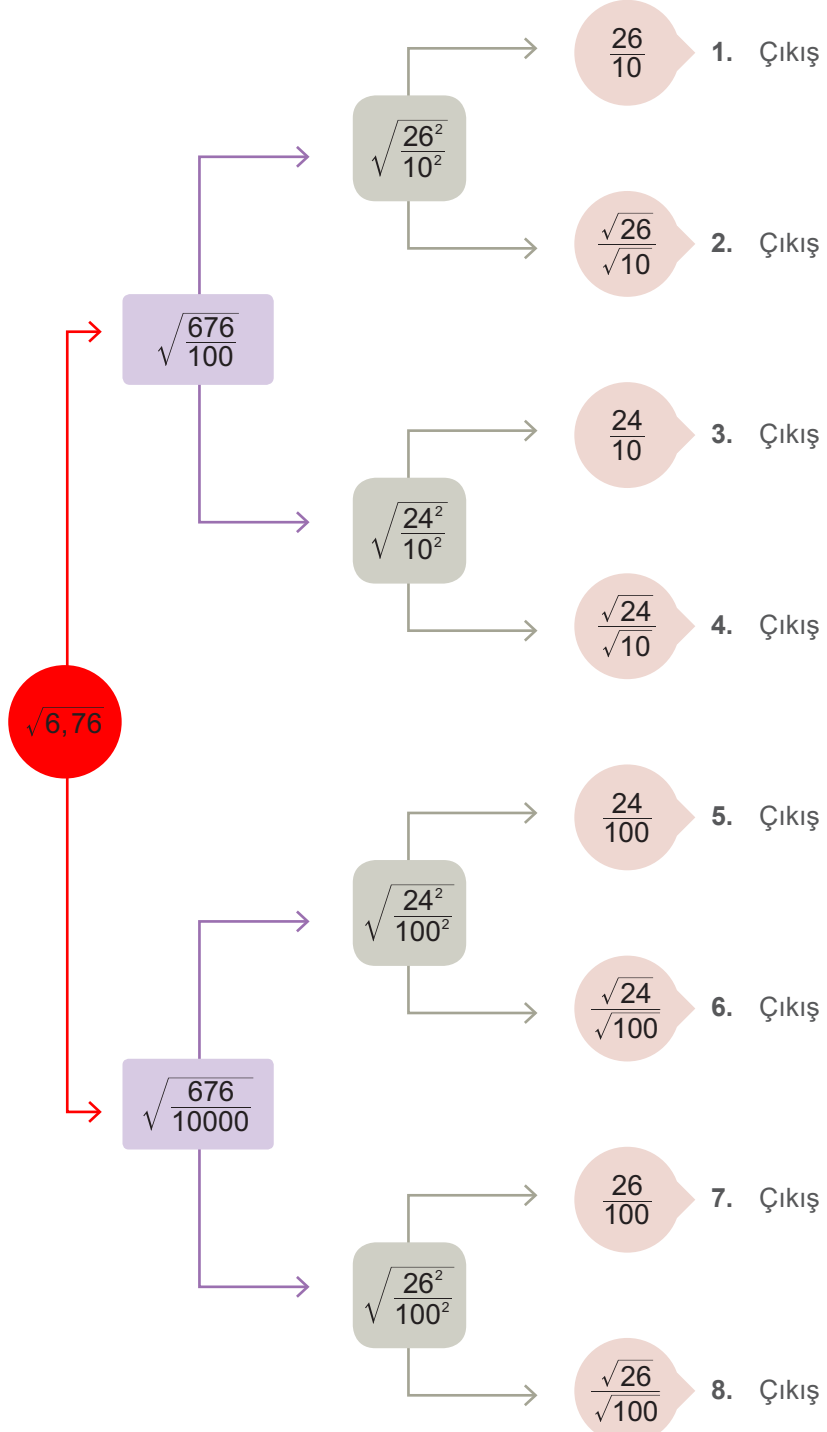 26/10 1. Çıkış
√(26²/10²)
√26/√10 2. Çıkış
√(676/100)
24/10 3. Çıkış
√(24²/10²)
√24/√10 4. Çıkış
√6,76
24/100 5. Çıkış
√(24²/100²)
√24/√100 6. Çıkış
√(676/10000)
26/100 7. Çıkış
√(26²/100²)
√26/√100 8. Çıkış